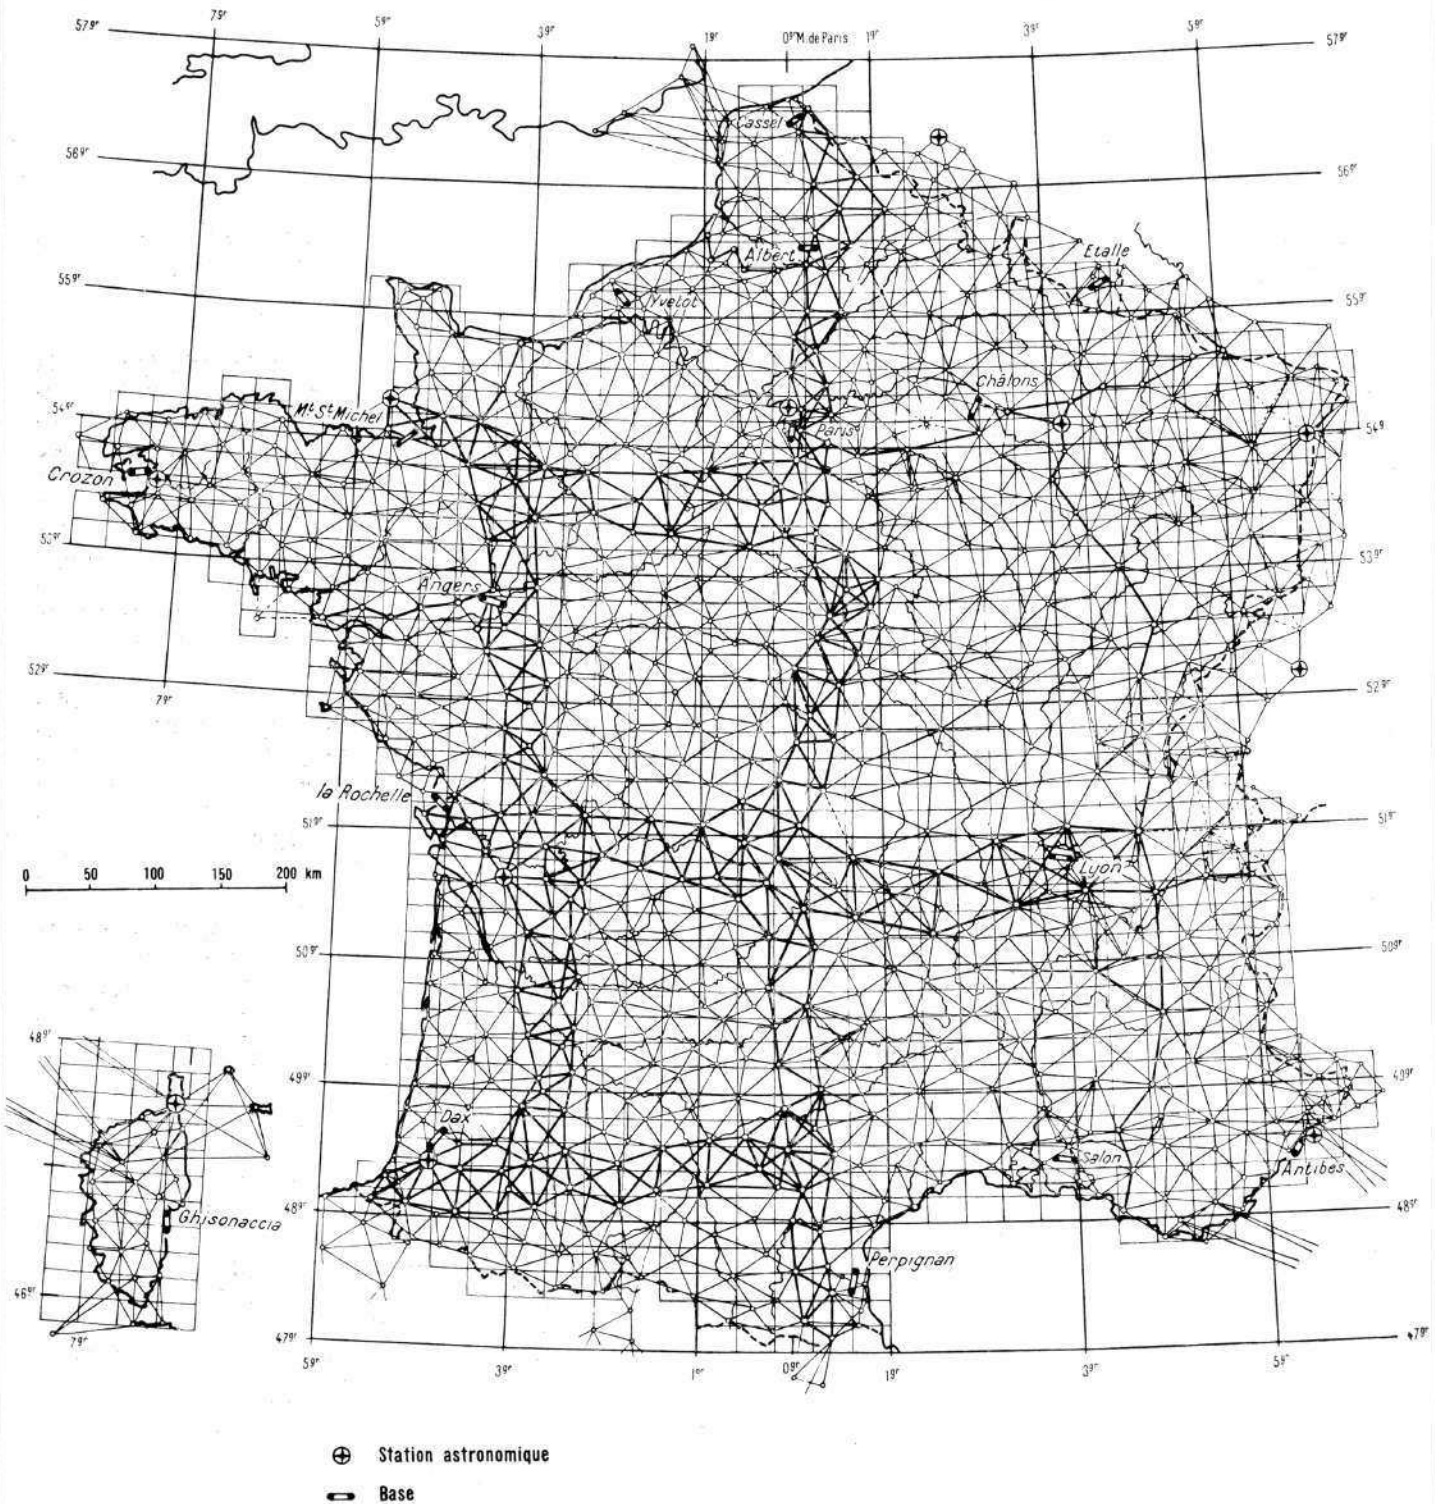 7gr 5gr 3gr 1gr 0gr M. de Paris 1gr 3gr 5gr
57gr 57gr
Cassel
56gr 56gr
Albert
Etalle
55gr 55gr
Yvetot
Châlons
Mt St Michel
54gr 54gr
Paris
Crozon
53gr 53gr
Angers
52gr 52gr
7gr
la Rochelle
51gr 51gr
Lyon
0 50 100 150 200 km
50gr 50gr
48gr
49gr 49gr
Dax
Salon
Antibes
48gr 48gr
Ghisonaccia
Perpignan
46gr
7gr
47gr 47gr
5gr 3gr 1gr 0gr 1gr 3gr 5gr
Station astronomique
Base